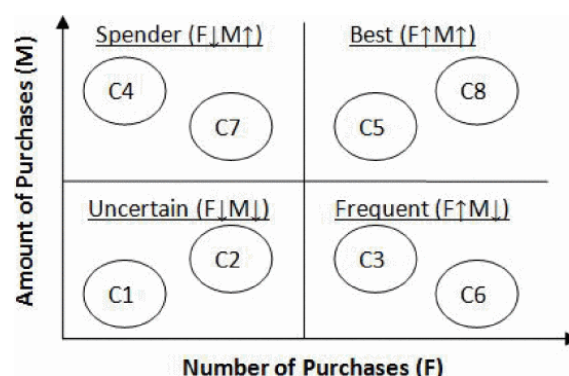 Spender (F↓M↑)
Best (F↑M↑)
C4
C7
C5
C8
Uncertain (F↓M↓)
Frequent (F↑M↓)
C1
C2
C3
C6
Amount of Purchases (M)
Number of Purchases (F)